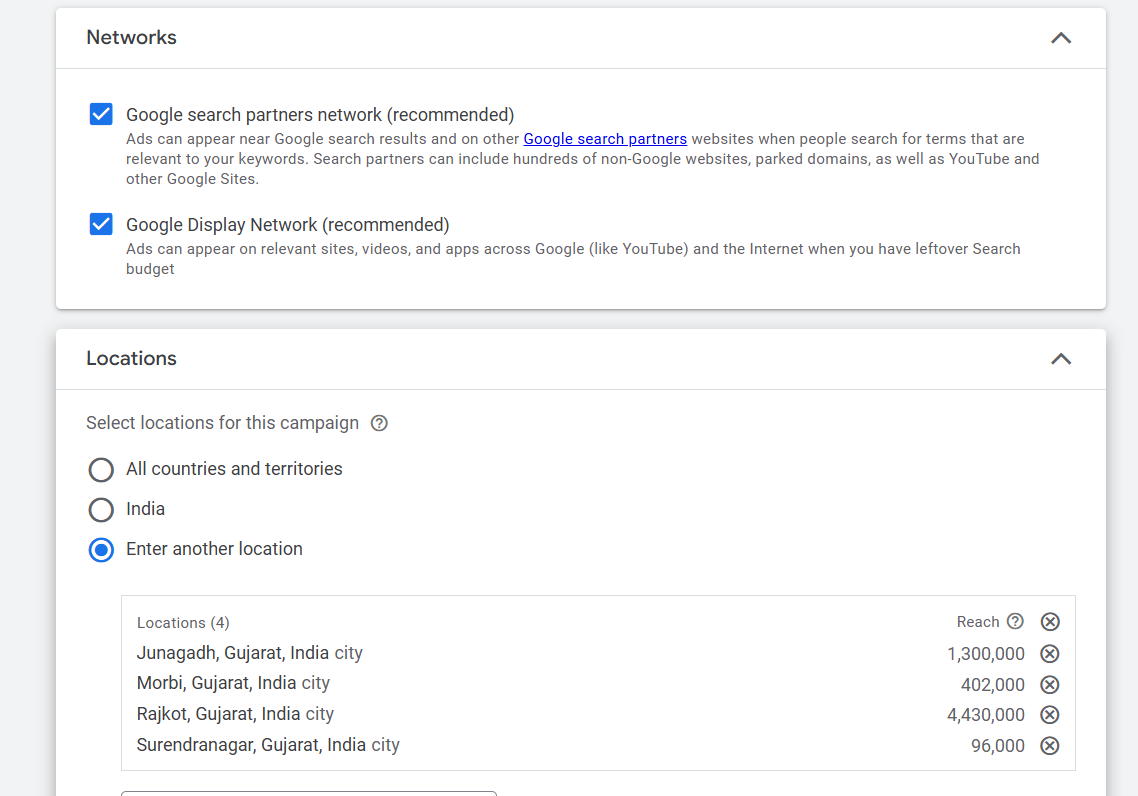 Networks
Google search partners network (recommended)
Ads can appear near Google search results and on other Google search partners websites when people search for terms that are
relevant to your keywords. Search partners can include hundreds of non-Google websites, parked domains, as well as YouTube and
other Google Sites.
Google Display Network (recommended)
Ads can appear on relevant sites, videos, and apps across Google (like YouTube) and the Internet when you have leftover Search
budget
Locations
Select locations for this campaign
All countries and territories
India
Enter another location
Locations (4) Reach
Junagadh, Gujarat, India city 1,300,000
Morbi, Gujarat, India city 402,000
Rajkot, Gujarat, India city 4,430,000
Surendranagar, Gujarat, India city 96,000